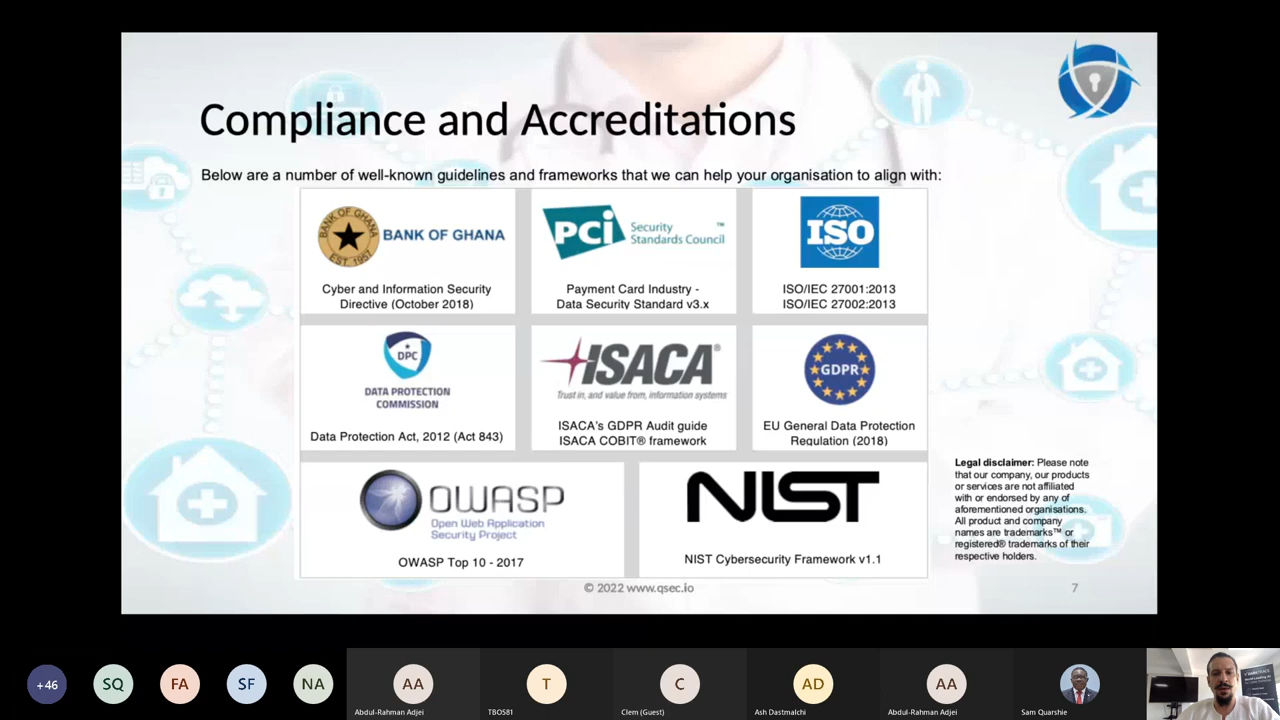 Compliance and Accreditations
Below are a number of well-known guidelines and frameworks that we can help your organisation to align with:
BANK OF GHANA
EST. 1957
BANK OF GHANA
Cyber and Information Security
Directive (October 2018)
PCi Security
Standards Council™
Payment Card Industry -
Data Security Standard v3.x
ISO
ISO/IEC 27001:2013
ISO/IEC 27002:2013
DPC
DATA PROTECTION
COMMISSION
Data Protection Act, 2012 (Act 843)
ISACA®
Trust in, and value from, information systems
ISACA's GDPR Audit guide
ISACA COBIT® framework
GDPR
EU General Data Protection
Regulation (2018)
OWASP
Open Web Application
Security Project
OWASP Top 10 - 2017
NIST
NIST Cybersecurity Framework v1.1
Legal disclaimer: Please note
that our company, our products
or services are not affiliated
with or endorsed by any of
aforementioned organisations.
All product and company
names are trademarks™ or
registered® trademarks of their
respective holders.
© 2022 www.qsec.io
7
+46
SQ
FA
SF
NA
AA
Abdul-Rahman Adjei
T
TBOS81
C
Clem (Guest)
AD
Ash Dastmalchi
AA
Abdul-Rahman Adjei
Sam Quarshie